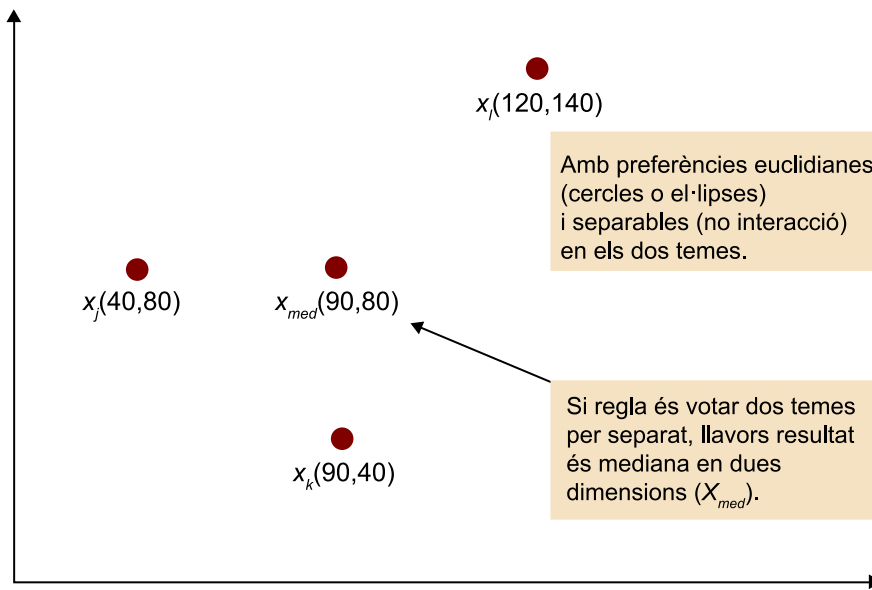 x_l(120,140)
Amb preferències euclidianes
(cercles o el·lipses)
i separables (no interacció)
en els dos temes.
x_j(40,80)
x_med(90,80)
Si regla és votar dos temes
per separat, llavors resultat
és mediana en dues
dimensions (X_med).
x_k(90,40)